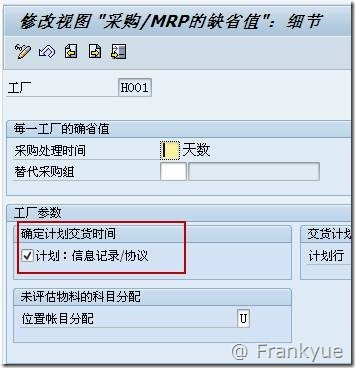 修改视图 "采购/MRP的缺省值": 细节
工厂 H001
每一工厂的确省值
采购处理时间 天数
替代采购组
工厂参数
确定计划交货时间 交货计划
计划: 信息记录/协议 计划行
未评估物料的科目分配
位置帐目分配 U
@ Frankyue